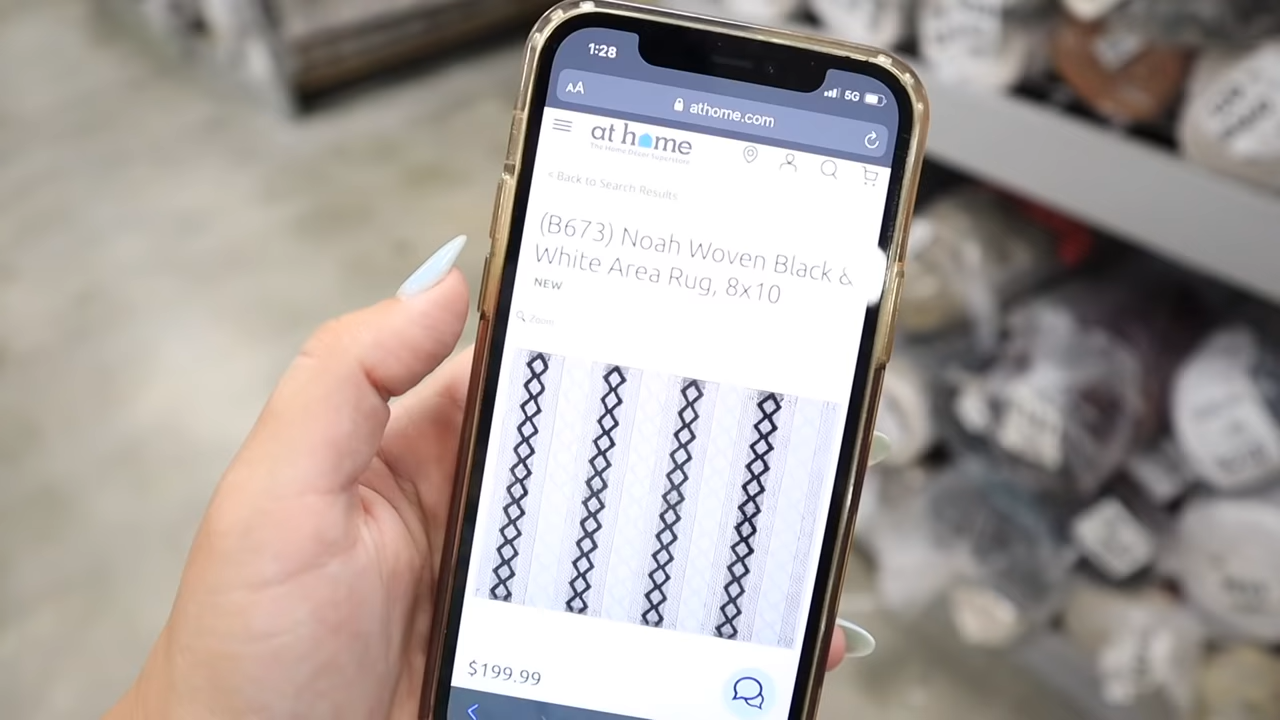 1:28
5G
AA
athome.com
at home
The Home Decor Superstore
< Back to Search Results
(B673) Noah Woven Black &
White Area Rug, 8x10
NEW
Zoom
$199.99